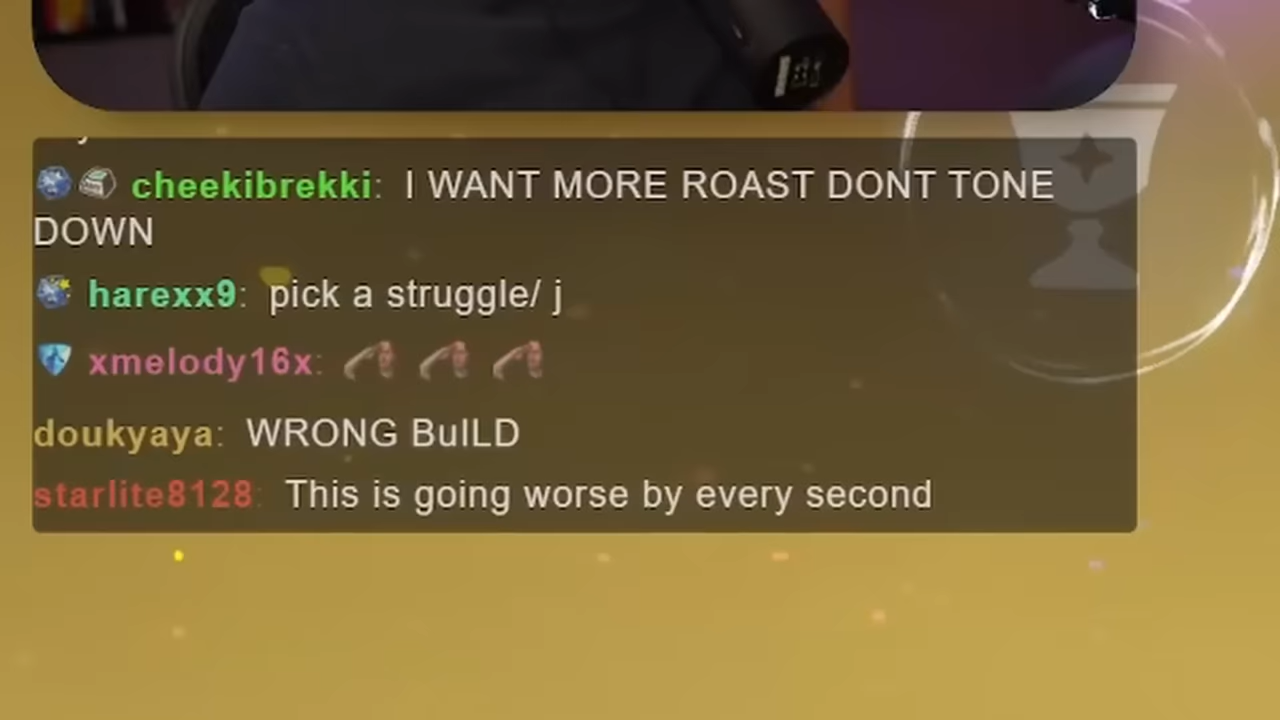 cheekibrekki: I WANT MORE ROAST DONT TONE
DOWN
harexx9: pick a struggle/ j
xmelody16x:
doukyaya: WRONG BuILD
starlite8128: This is going worse by every second